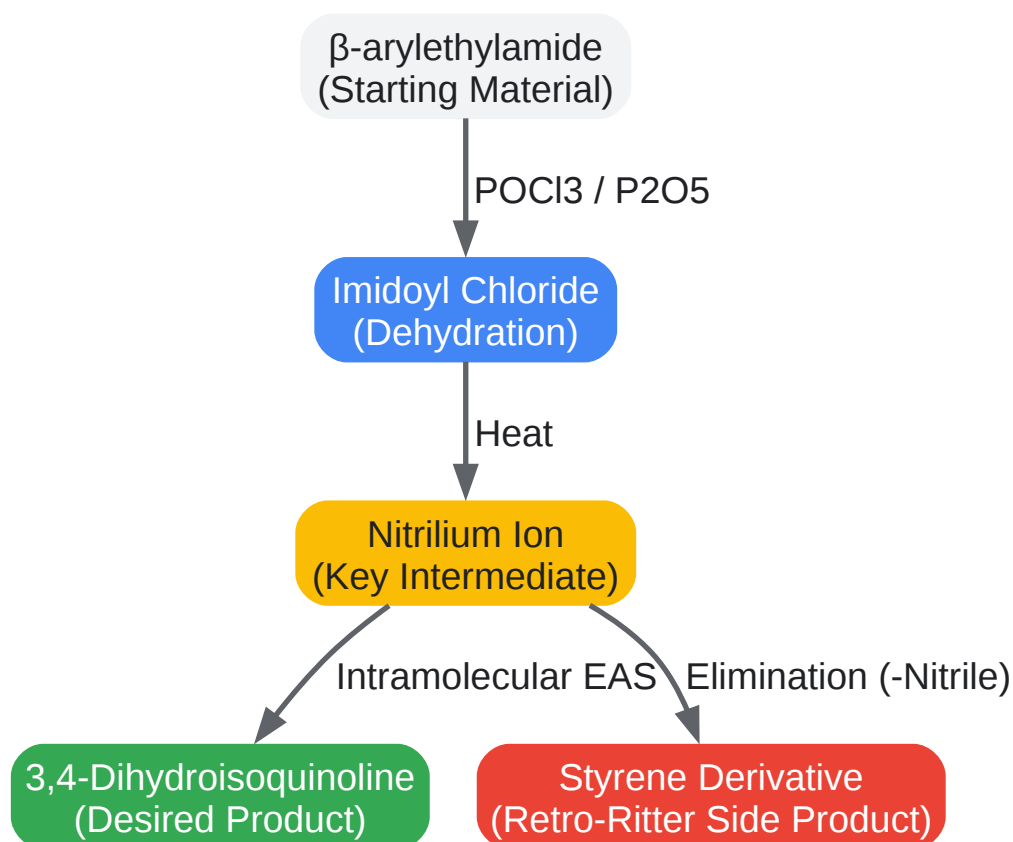 β-arylethylamide
(Starting Material)
POCl3 / P2O5
Imidoyl Chloride
(Dehydration)
Heat
Nitrilium Ion
(Key Intermediate)
Intramolecular EAS
Elimination (-Nitrile)
3,4-Dihydroisoquinoline
(Desired Product)
Styrene Derivative
(Retro-Ritter Side Product)